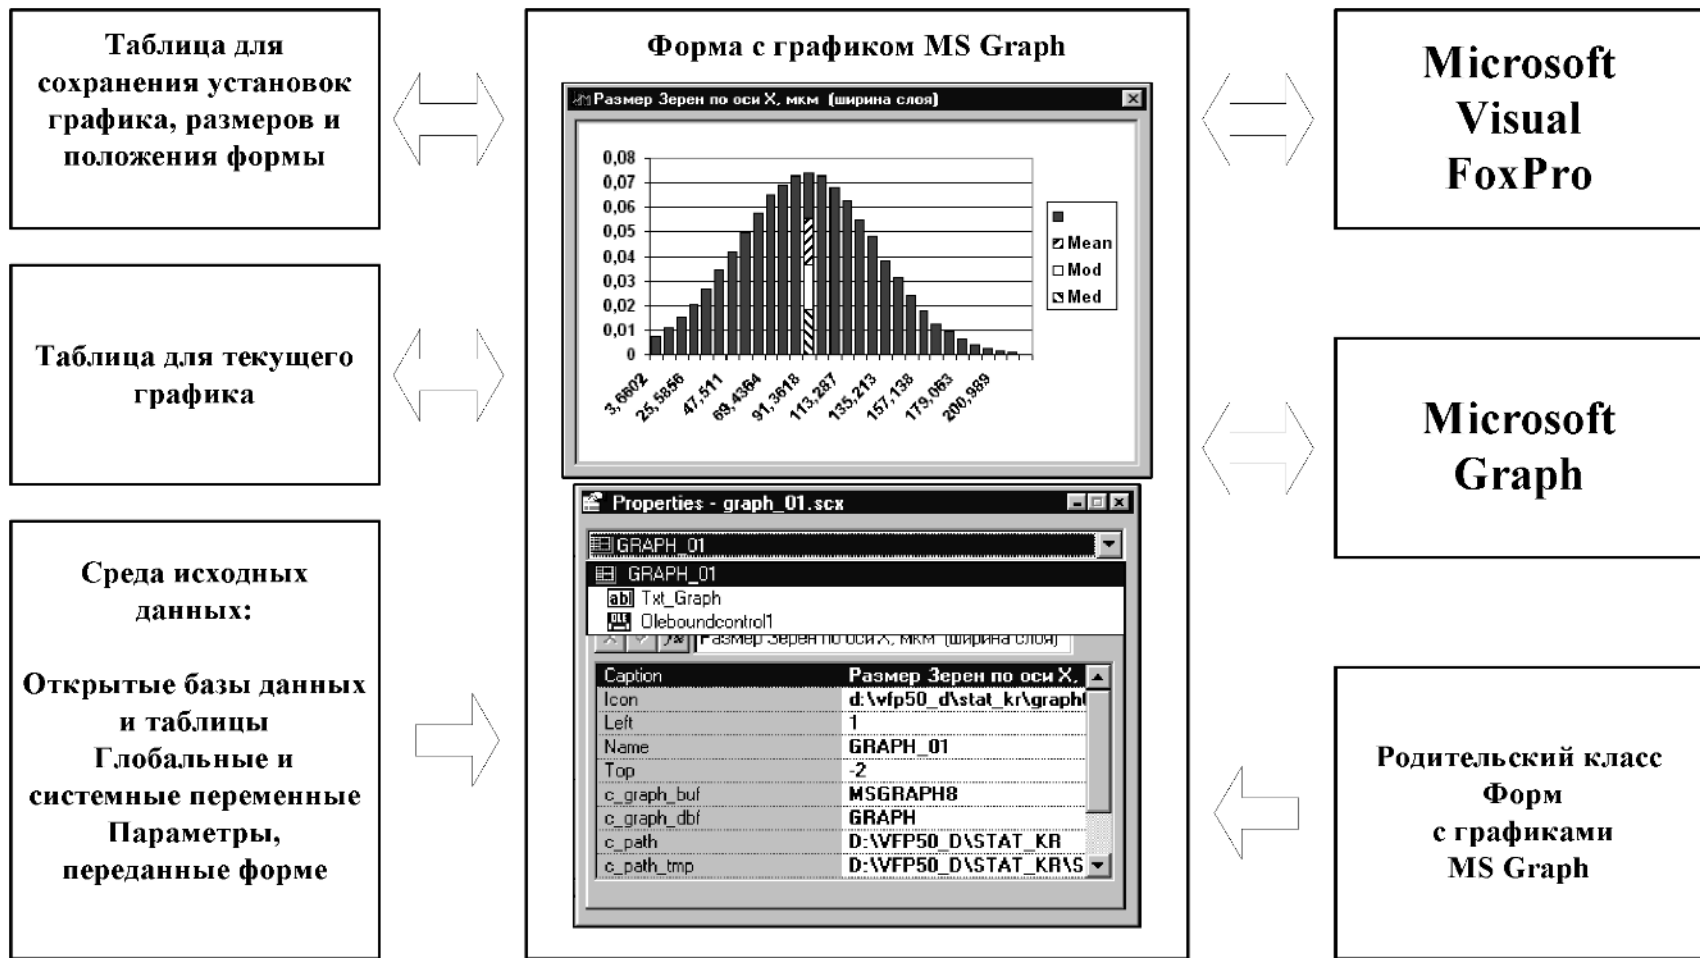 Таблица для
сохранения установок
графика, размеров и
положения формы
Таблица для текущего
графика
Среда исходных
данных:
Открытые базы данных
и таблицы
Глобальные и
системные переменные
Параметры,
переданные форме
Форма с графиком MS Graph
Размер Зерен по оси X, мкм (ширина слоя)
0,08
0,07
0,06
0,05
0,04
0,03
0,02
0,01
0
3,6602
25,5856
47,511
69,4364
91,3618
113,287
135,213
157,138
179,063
200,989
Mean
Mod
Med
Properties - graph_01.scx
GRAPH_01
GRAPH_01
abl Txt_Graph
OLE Oleboundcontrol1
Размер Зерен по оси X, мкм (ширина слоя)
Caption Размер Зерен по оси X,
Icon d:\vfp50_d\stat_kr\graph
Left 1
Name GRAPH_01
Top -2
c_graph_buf MSGRAPH8
c_graph_dbf GRAPH
c_path D:\VFP50_D\STAT_KR
c_path_tmp D:\VFP50_D\STAT_KR\S
Microsoft
Visual
FoxPro
Microsoft
Graph
Родительский класс
Форм
с графиками
MS Graph